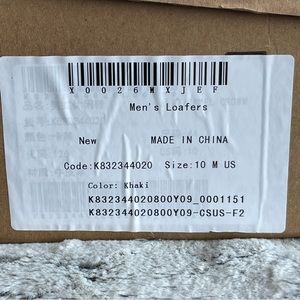 X0026MXJEF
Men's Loafers
New MADE IN CHINA
Code:K832344020 Size:10 M US
Color: Khaki
K832344020800Y09_0001151
K832344020800Y09-CSUS-F2